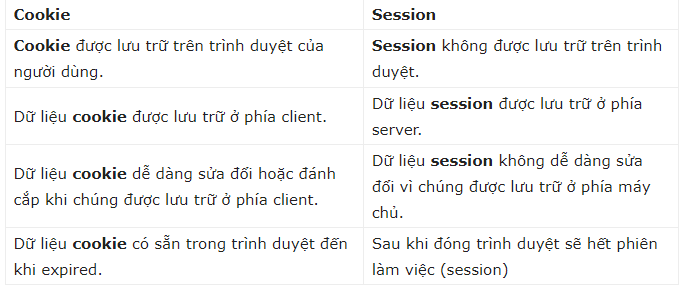 Cookie
Session
Cookie được lưu trữ trên trình duyệt của
người dùng.
Session không được lưu trữ trên trình
duyệt.
Dữ liệu cookie được lưu trữ ở phía client.
Dữ liệu session được lưu trữ ở phía
server.
Dữ liệu cookie dễ dàng sửa đổi hoặc đánh
cắp khi chúng được lưu trữ ở phía client.
Dữ liệu session không dễ dàng sửa
đổi vì chúng được lưu trữ ở phía máy
chủ.
Dữ liệu cookie có sẵn trong trình duyệt đến
khi expired.
Sau khi đóng trình duyệt sẽ hết phiên
làm việc (session)